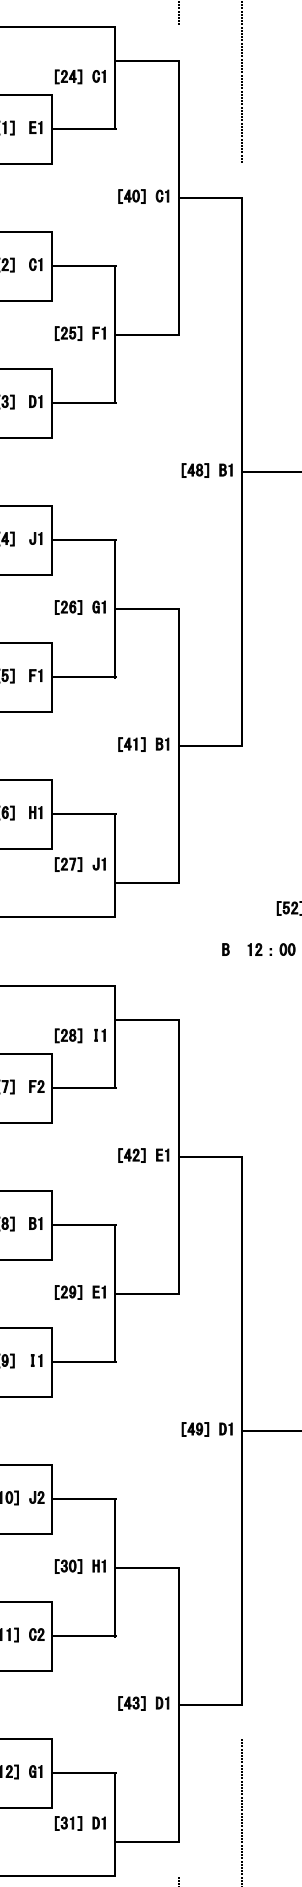 [24] C1
1] E1
[40] C1
2] C1
[25] F1
3] D1
[48] B1
4] J1
[26] G1
5] F1
[41] B1
6] H1
[27] J1
[52]
B 12：00
[28] I1
7] F2
[42] E1
8] B1
[29] E1
9] I1
[49] D1
10] J2
[30] H1
11] C2
[43] D1
12] G1
[31] D1